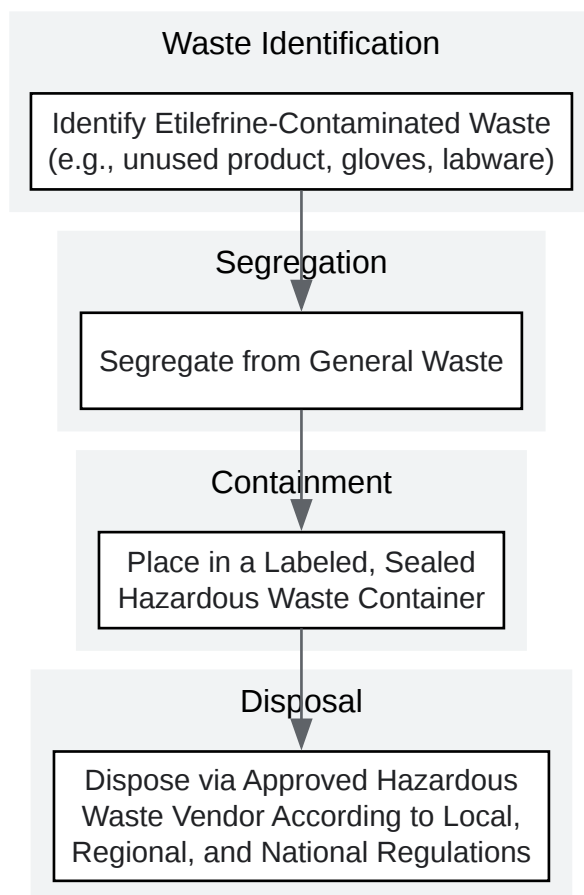 Waste Identification
Identify Etilefrine-Contaminated Waste
(e.g., unused product, gloves, labware)
Segregation
Segregate from General Waste
Containment
Place in a Labeled, Sealed
Hazardous Waste Container
Disposal
Dispose via Approved Hazardous
Waste Vendor According to Local,
Regional, and National Regulations